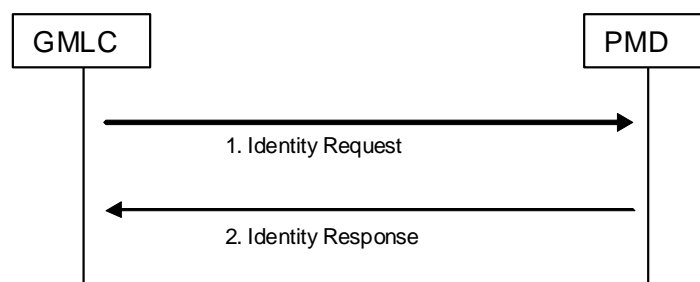 GMLC
PMD
1. Identity Request
2. Identity Response